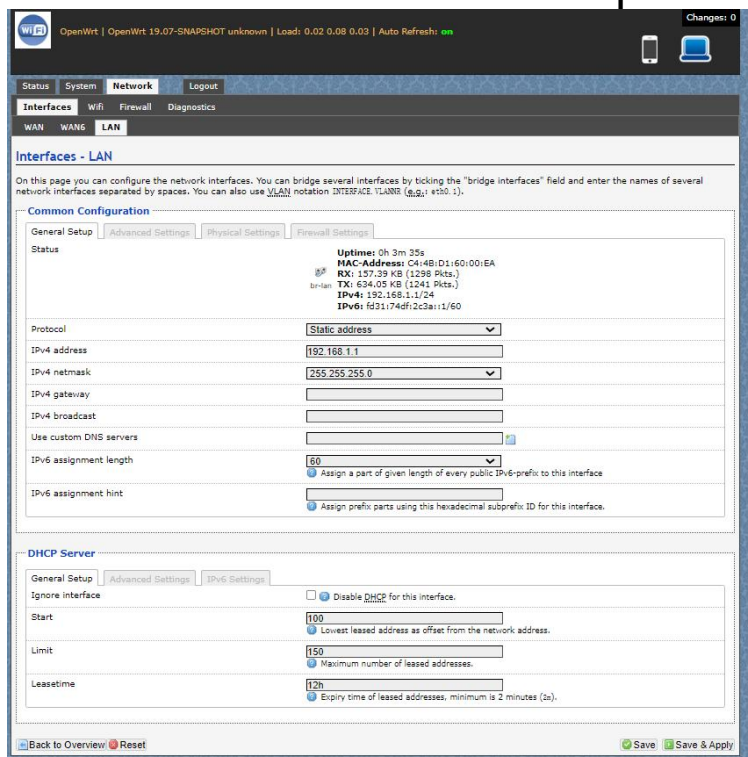 Changes: 0
WiFi
OpenWrt | OpenWrt 19.07-SNAPSHOT unknown | Load: 0.02 0.08 0.03 | Auto Refresh: on
Status System Network Logout
Interfaces Wifi Firewall Diagnostics
WAN WAN6 LAN
Interfaces - LAN
On this page you can configure the network interfaces. You can bridge several interfaces by ticking the "bridge interfaces" field and enter the names of several
network interfaces separated by spaces. You can also use VLAN notation INTERFACE.VLANNR (e.g.: eth0.1).
Common Configuration
General Setup Advanced Settings Physical Settings Firewall Settings
Status
Uptime: 0h 3m 35s
MAC-Address: C4:4B:D1:60:00:EA
RX: 157.39 KB (1298 Pkts.)
br-lan TX: 634.05 KB (1241 Pkts.)
IPv4: 192.168.1.1/24
IPv6: fd31:74df:2c3a::1/60
Protocol Static address
IPv4 address 192.168.1.1
IPv4 netmask 255.255.255.0
IPv4 gateway
IPv4 broadcast
Use custom DNS servers
IPv6 assignment length 60
Assign a part of given length of every public IPv6-prefix to this interface
IPv6 assignment hint
Assign prefix parts using this hexadecimal subprefix ID for this interface.
DHCP Server
General Setup Advanced Settings IPv6 Settings
Ignore interface Disable DHCP for this interface.
Start 100
Lowest leased address as offset from the network address.
Limit 150
Maximum number of leased addresses.
Leasetime 12h
Expiry time of leased addresses, minimum is 2 minutes (2m).
Back to Overview Reset Save Save & Apply